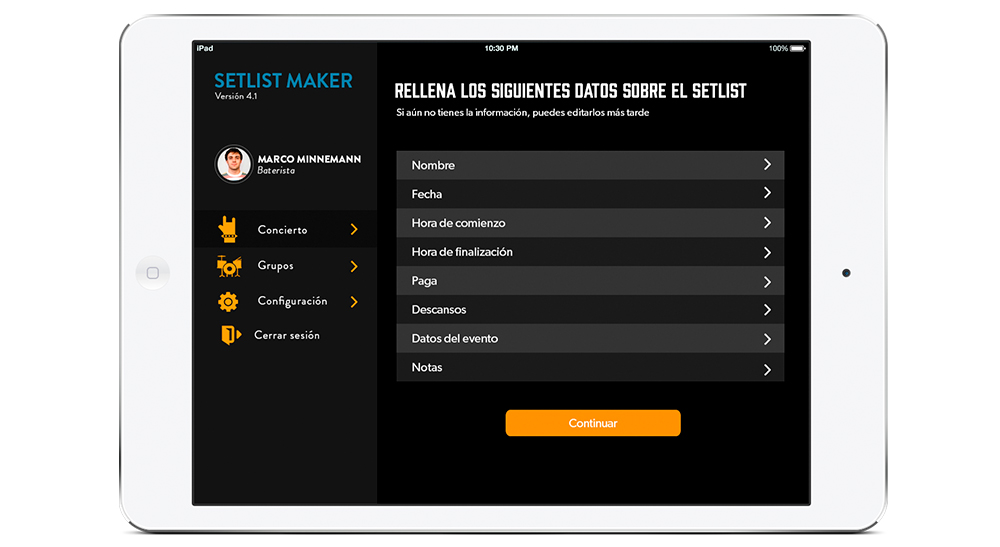 iPad
10:30 PM
100%
SETLIST MAKER
Versión 4.1
MARCO MINNEMANN
Baterista
Concierto
Grupos
Configuración
Cerrar sesión
RELLENA LOS SIGUIENTES DATOS SOBRE EL SETLIST
Si aún no tienes la información, puedes editarlos más tarde
Nombre
Fecha
Hora de comienzo
Hora de finalización
Paga
Descansos
Datos del evento
Notas
Continuar